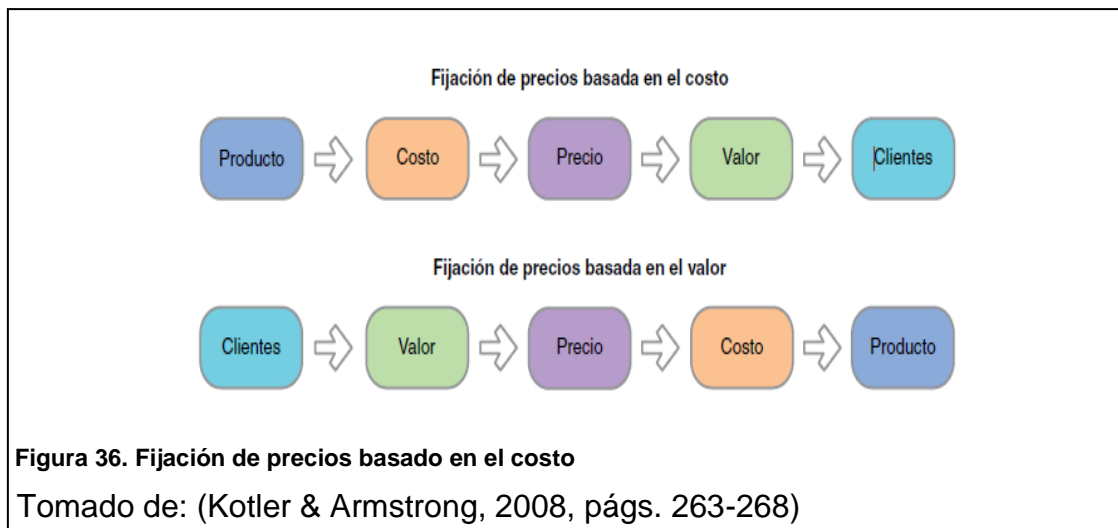 Fijación de precios basada en el costo
Producto Costo Precio Valor Clientes
Fijación de precios basada en el valor
Clientes Valor Precio Costo Producto
Figura 36. Fijación de precios basado en el costo
Tomado de: (Kotler & Armstrong, 2008, págs. 263-268)